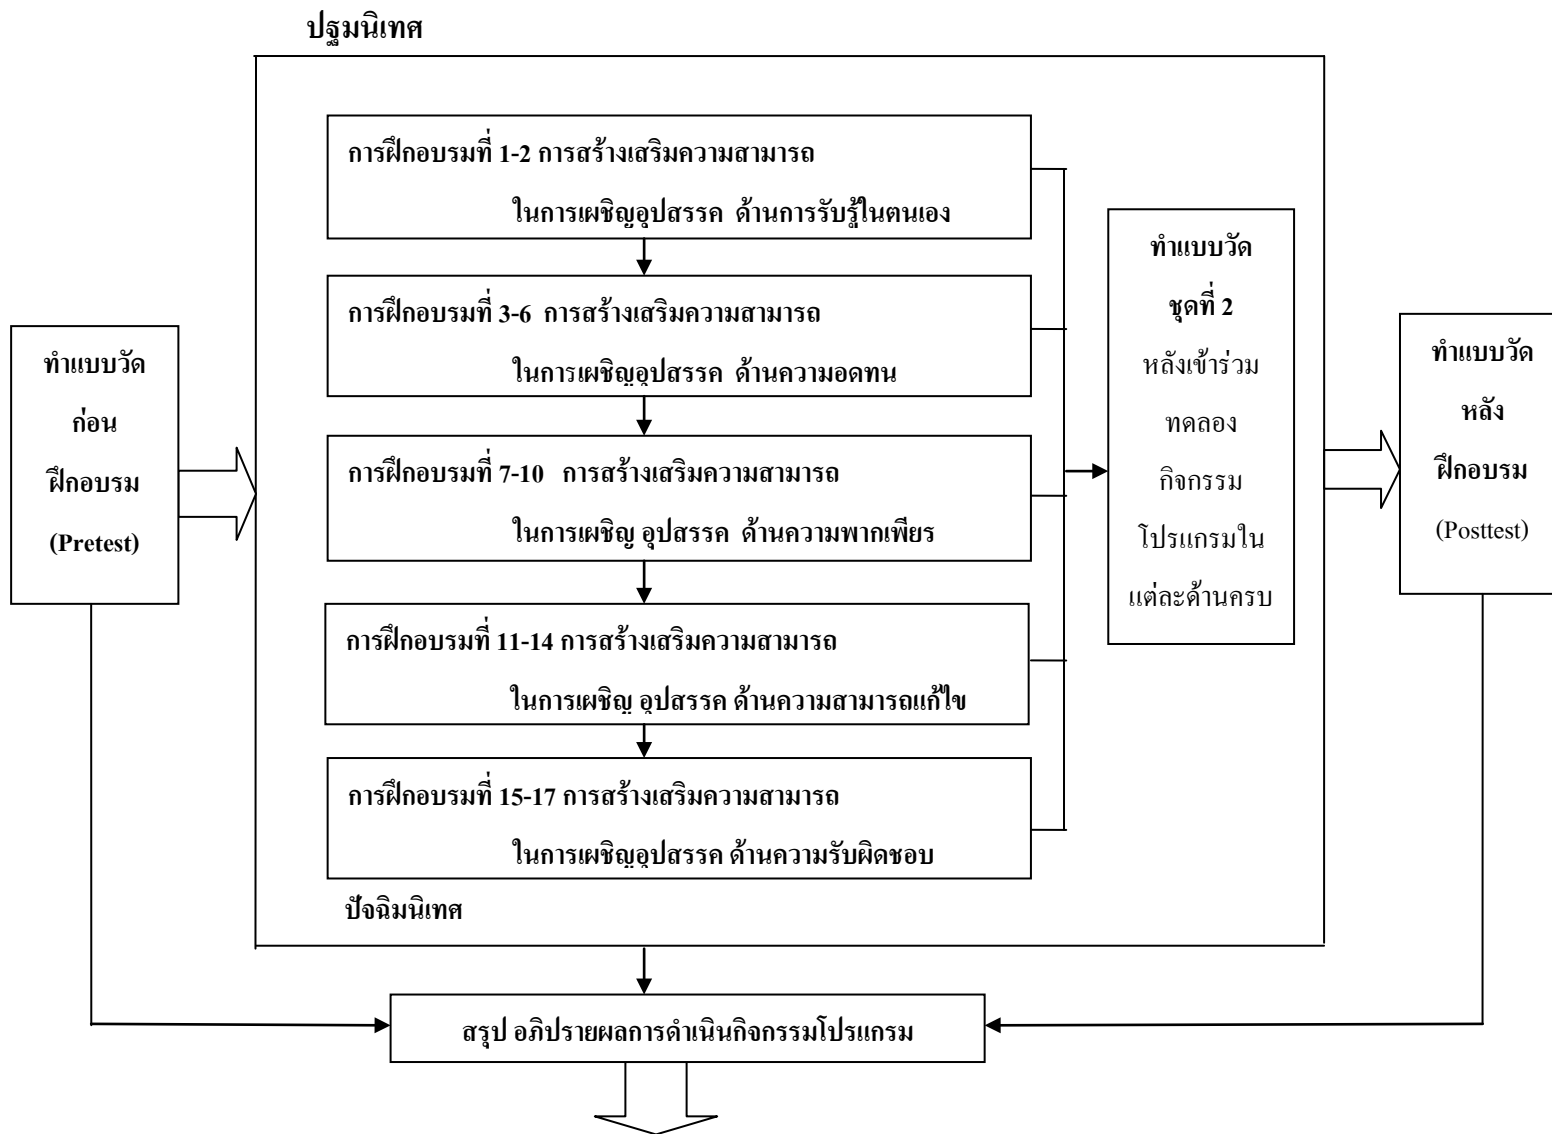 ปฐมนิเทศ
ทำแบบวัด
ก่อน
ฝึกอบรม
(Pretest)
การฝึกอบรมที่ 1-2 การสร้างเสริมความสามารถ
ในการเผชิญอุปสรรค ด้านการรับรู้ในตนเอง
การฝึกอบรมที่ 3-6 การสร้างเสริมความสามารถ
ในการเผชิญอุปสรรค ด้านความอดทน
การฝึกอบรมที่ 7-10 การสร้างเสริมความสามารถ
ในการเผชิญ อุปสรรค ด้านความพากเพียร
การฝึกอบรมที่ 11-14 การสร้างเสริมความสามารถ
ในการเผชิญ อุปสรรค ด้านความสามารถแก้ไข
การฝึกอบรมที่ 15-17 การสร้างเสริมความสามารถ
ในการเผชิญอุปสรรค ด้านความรับผิดชอบ
ปัจฉิมนิเทศ
ทำแบบวัด
ชุดที่ 2
หลังเข้าร่วม
ทดลอง
กิจกรรม
โปรแกรมใน
แต่ละด้านครบ
ทำแบบวัด
หลัง
ฝึกอบรม
(Posttest)
สรุป อภิปรายผลการดำเนินกิจกรรมโปรแกรม